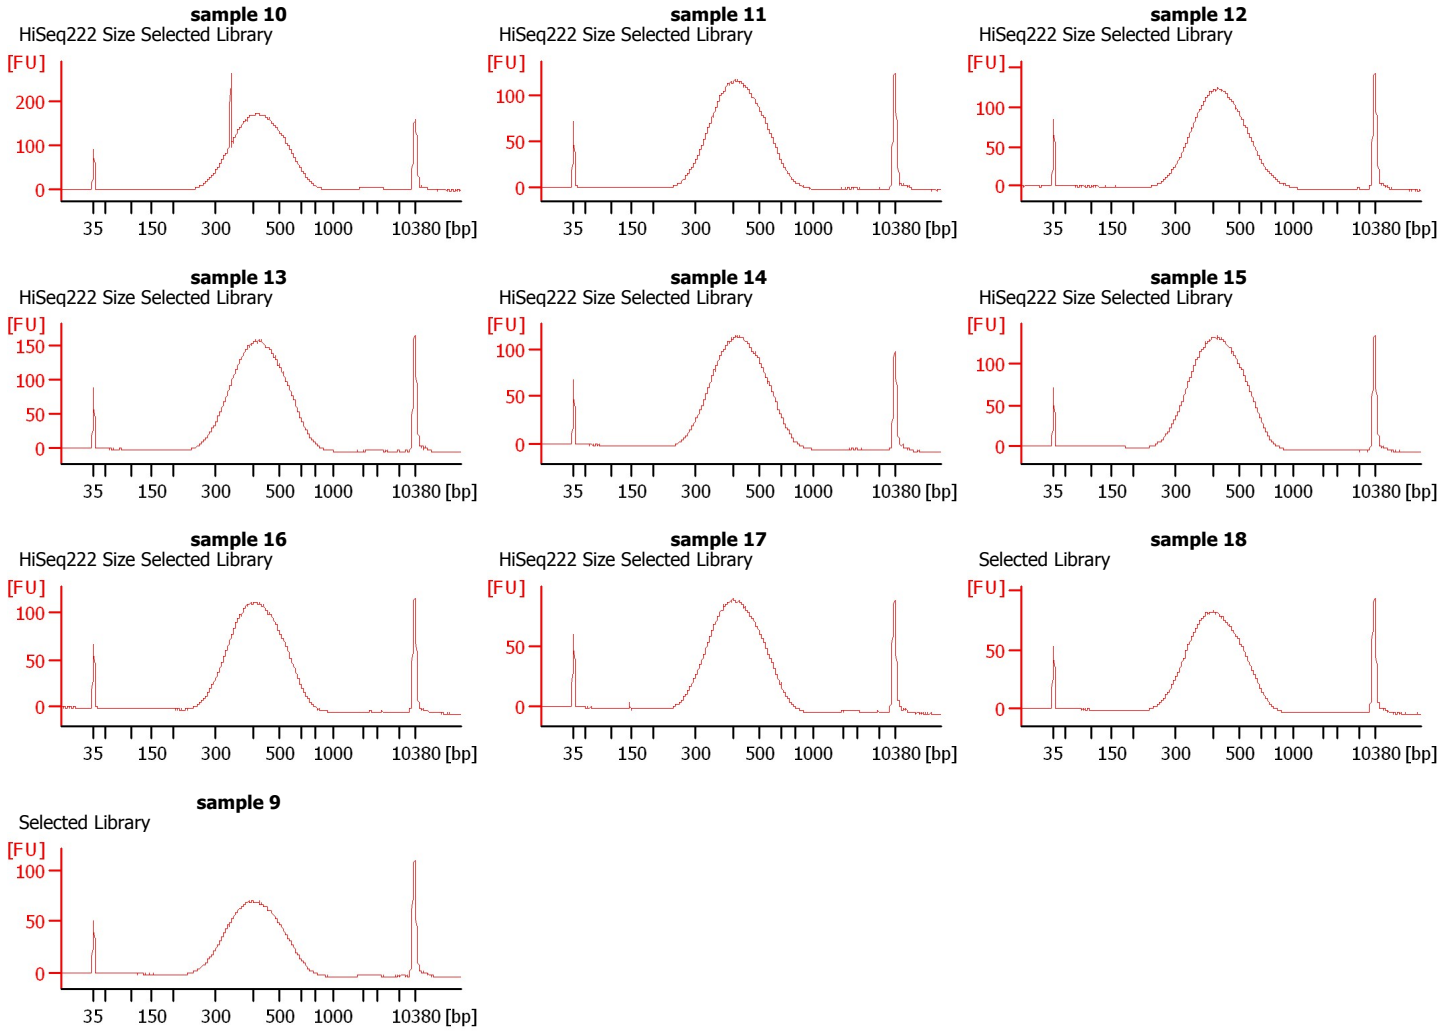 sample 10
HiSeq222 Size Selected Library
[FU]
200
100
0
35 150 300 500 1000 10380 [bp]
sample 11
HiSeq222 Size Selected Library
[FU]
100
50
0
35 150 300 500 1000 10380 [bp]
sample 12
HiSeq222 Size Selected Library
[FU]
100
50
0
35 150 300 500 1000 10380 [bp]
sample 13
HiSeq222 Size Selected Library
[FU]
150
100
50
0
35 150 300 500 1000 10380 [bp]
sample 14
HiSeq222 Size Selected Library
[FU]
100
50
0
35 150 300 500 1000 10380 [bp]
sample 15
HiSeq222 Size Selected Library
[FU]
100
50
0
35 150 300 500 1000 10380 [bp]
sample 16
HiSeq222 Size Selected Library
[FU]
100
50
0
35 150 300 500 1000 10380 [bp]
sample 17
HiSeq222 Size Selected Library
[FU]
50
0
35 150 300 500 1000 10380 [bp]
sample 18
Selected Library
[FU]
50
0
35 150 300 500 1000 10380 [bp]
sample 9
Selected Library
[FU]
100
50
0
35 150 300 500 1000 10380 [bp]